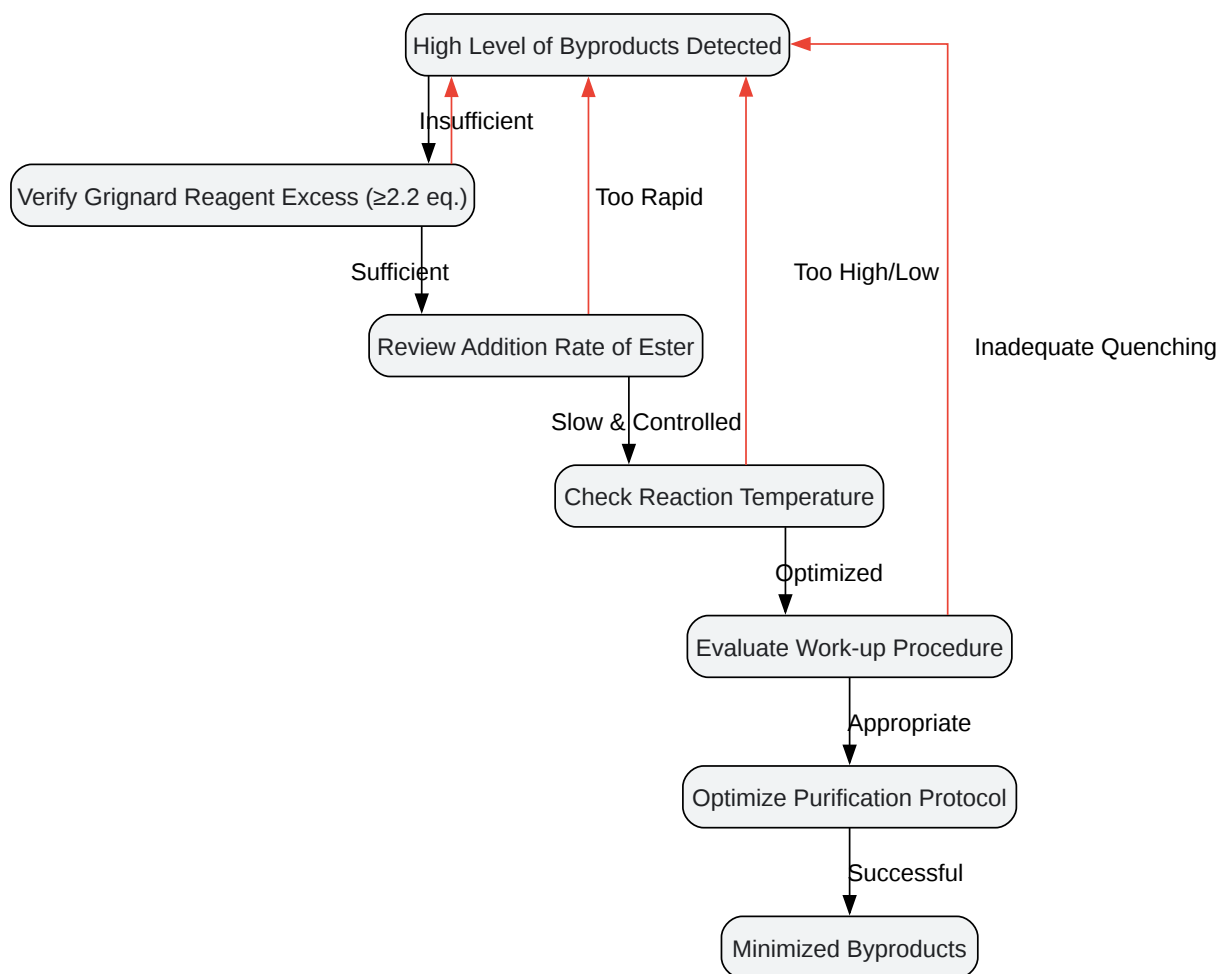 High Level of Byproducts Detected
Insufficient
Verify Grignard Reagent Excess (≥2.2 eq.)
Too Rapid
Sufficient
Too High/Low
Review Addition Rate of Ester
Inadequate Quenching
Slow & Controlled
Check Reaction Temperature
Optimized
Evaluate Work-up Procedure
Appropriate
Optimize Purification Protocol
Successful
Minimized Byproducts